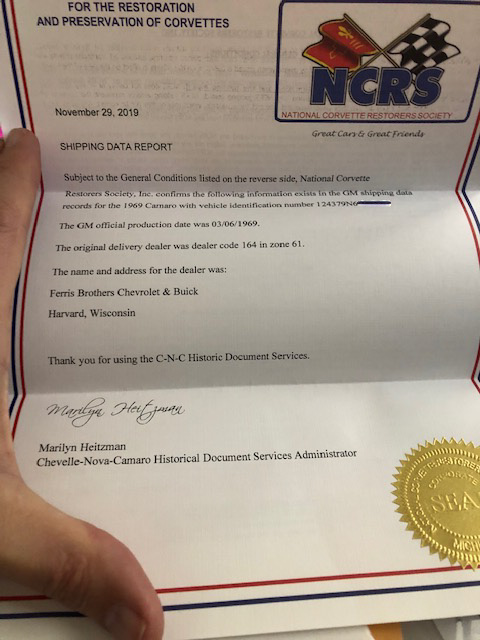 FOR THE RESTORATION
AND PRESERVATION OF CORVETTES
NCRS
NATIONAL CORVETTE RESTORERS SOCIETY
Great Cars & Great Friends
November 29, 2019
SHIPPING DATA REPORT
Subject to the General Conditions listed on the reverse side, National Corvette
Restorers Society, Inc. confirms the following information exists in the GM shipping data
records for the 1969 Camaro with vehicle identification number 124379N6
The GM official production date was 03/06/1969.
The original delivery dealer was dealer code 164 in zone 61.
The name and address for the dealer was:
Ferris Brothers Chevrolet & Buick
Harvard, Wisconsin
Thank you for using the C-N-C Historic Document Services.
Marilyn Heitzman
Marilyn Heitzman
Chevelle-Nova-Camaro Historical Document Services Administrator
CORPORATE
SEA
MICH